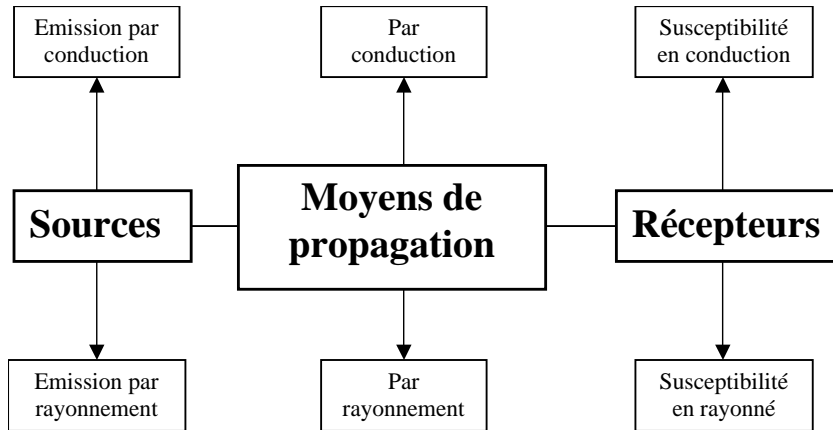 Emission par
conduction
Par
conduction
Susceptibilité
en conduction
Sources
Moyens de
propagation
Récepteurs
Emission par
rayonnement
Par
rayonnement
Susceptibilité
en rayonné